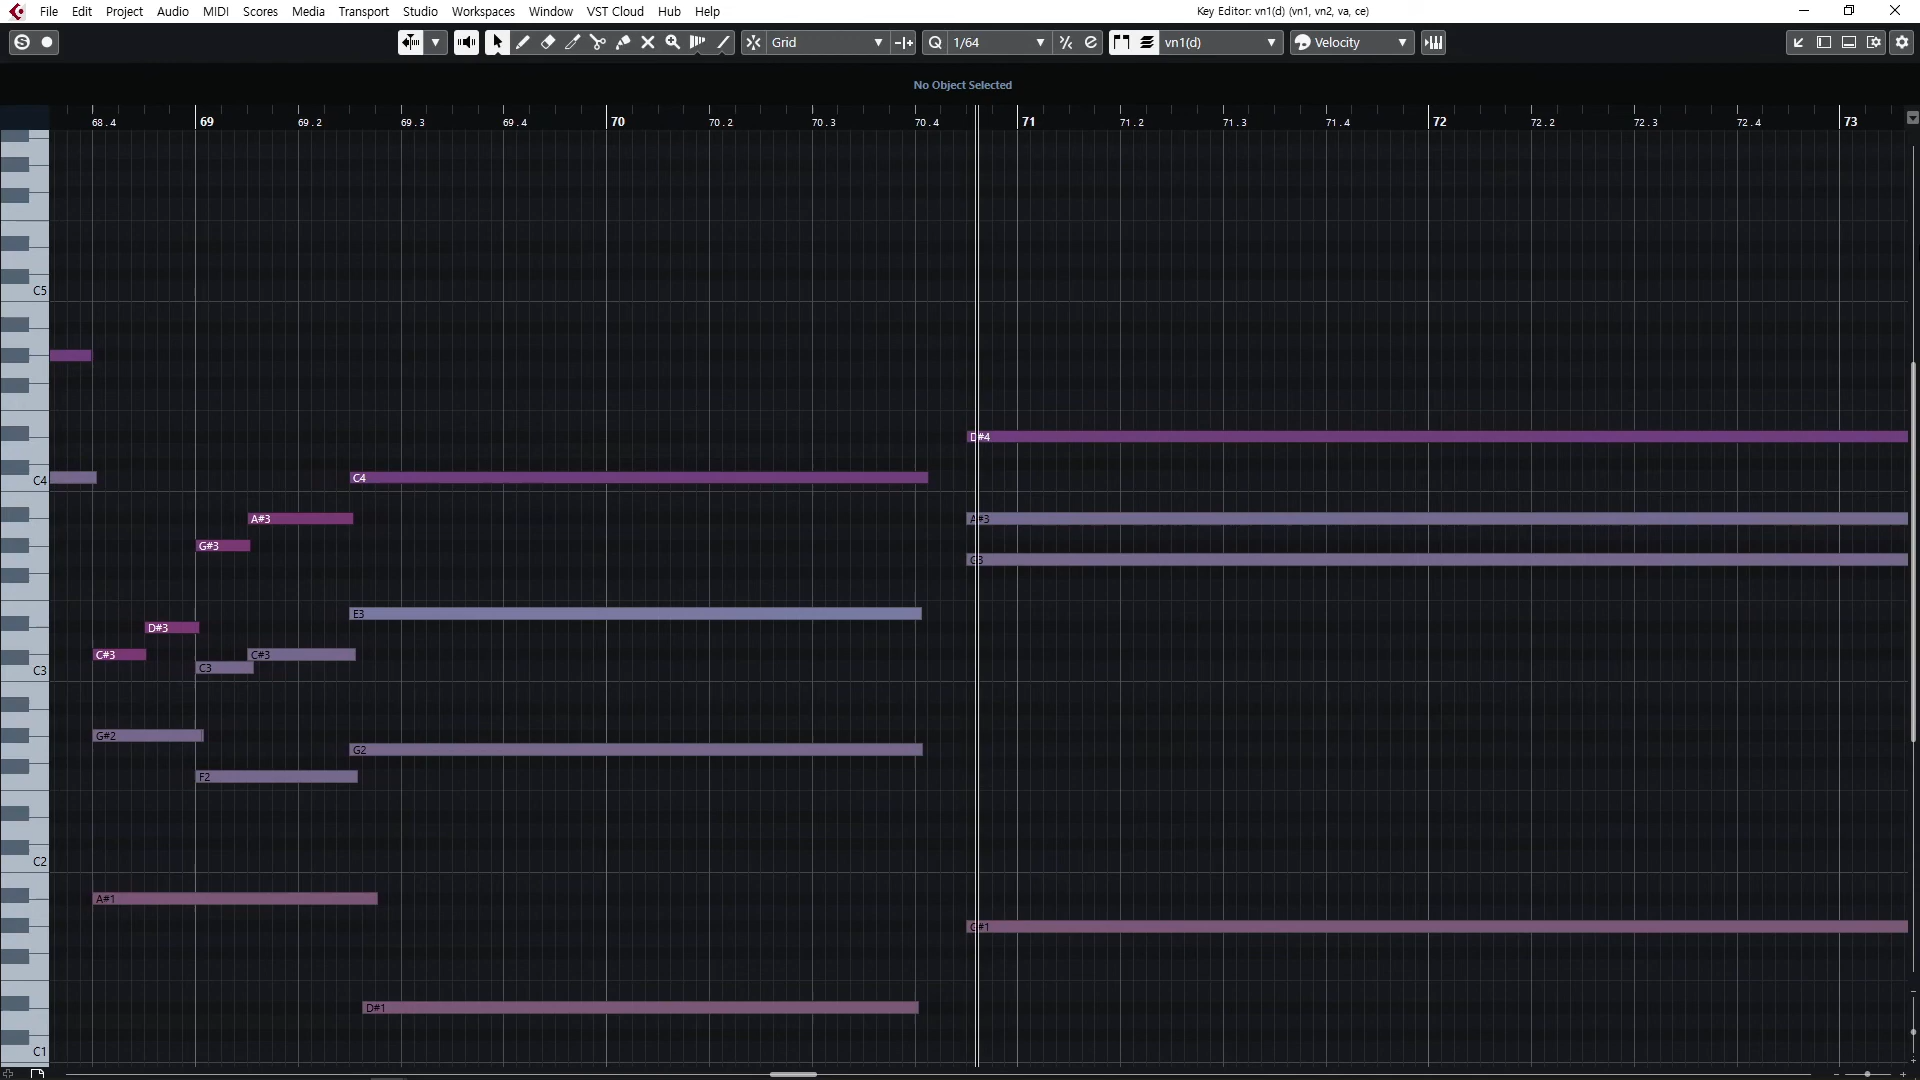 File Edit Project Audio MIDI Scores Media Transport Studio Workspaces Window VST Cloud Hub Help Key Editor: vn1(d) (vn1, vn2, va, ce)
Grid 1/64 vn1(d) Velocity
No Object Selected
68.4 69 69.2 69.3 69.4 70 70.2 70.3 70.4 71 71.2 71.3 71.4 72 72.2 72.3 72.4 73
C5
D#4
C4 C4
A#3 A#3
G#3
G3
E3
D#3
C#3 C#3
C3 C3
G#2 G2
F2
C2
A#1
G#1
D#1
C1